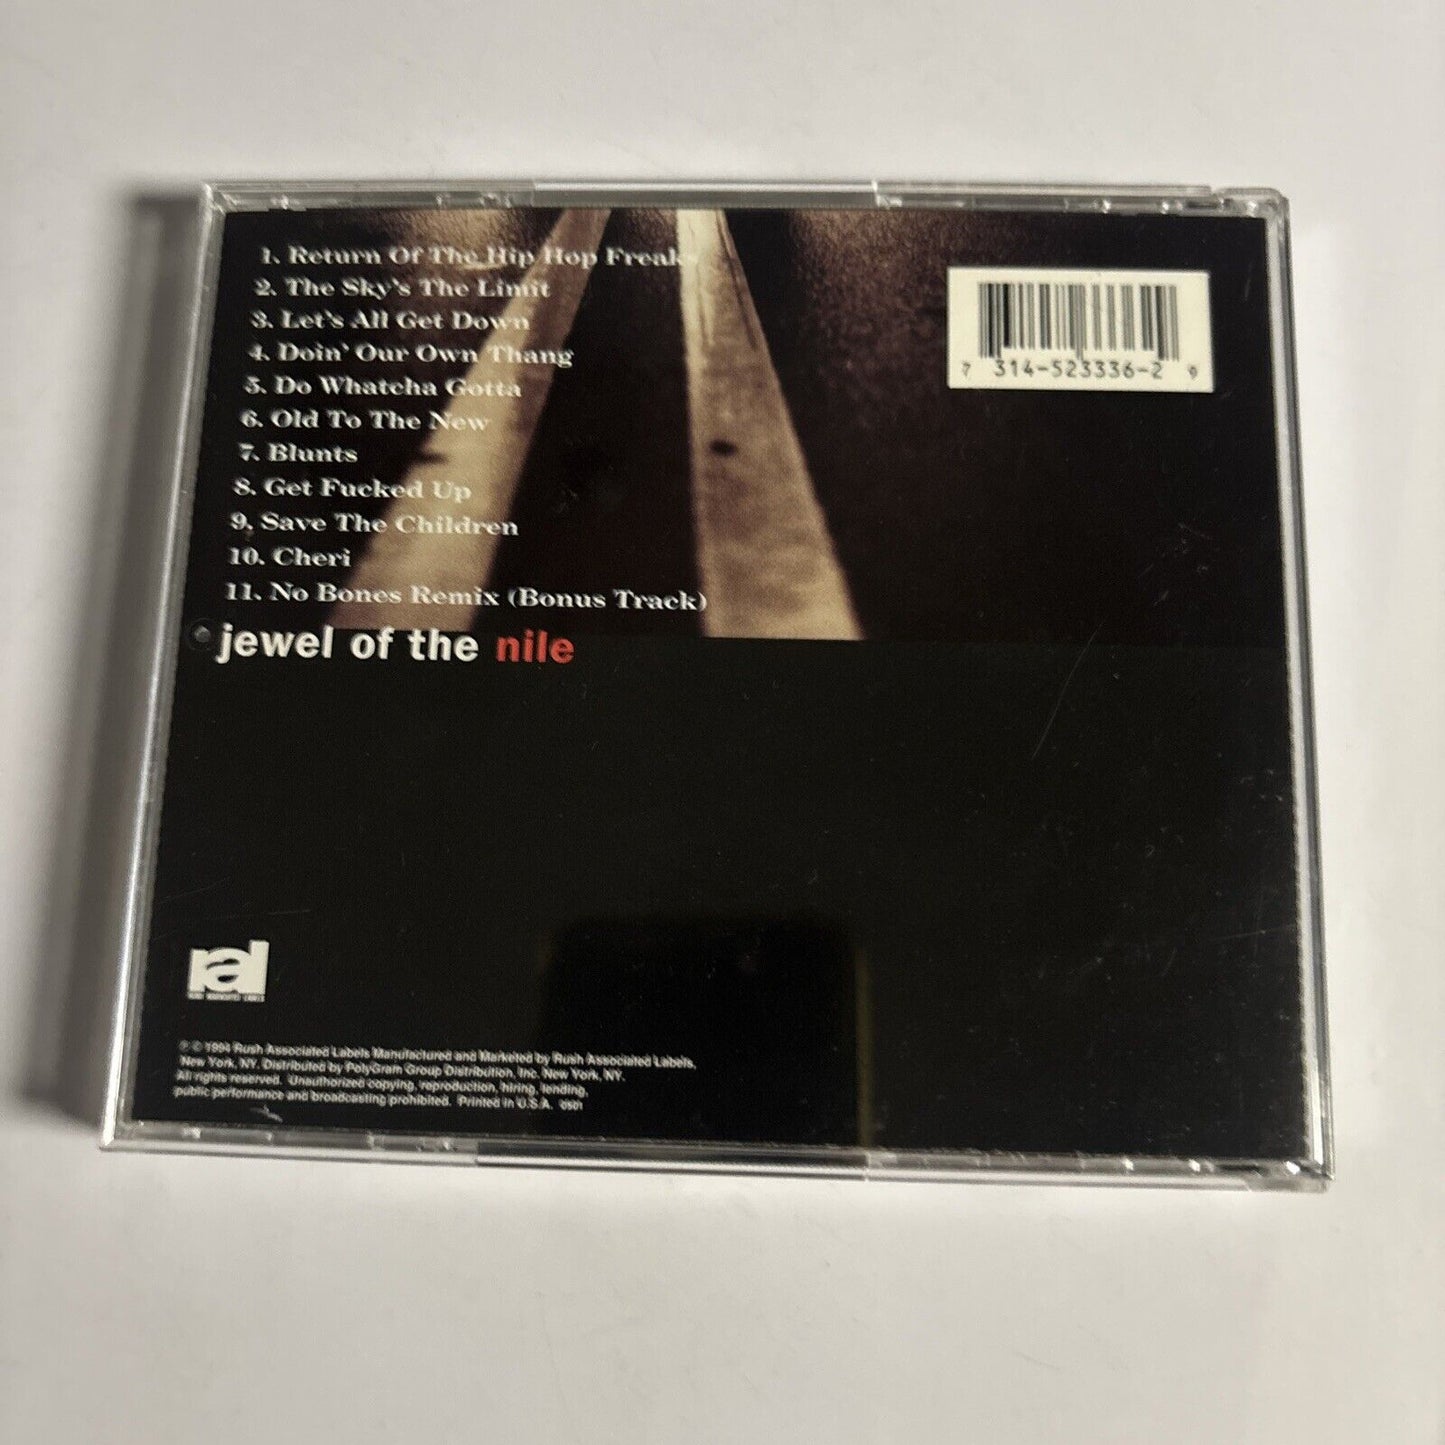 1. Return Of The Hip Hop Freaks
2. The Sky's The Limit
3. Let's All Get Down
4. Doin' Our Own Thang
5. Do Whatcha Gotta
6. Old To The New
7. Blunts
8. Get Fucked Up
9. Save The Children
10. Cheri
11. No Bones Remix (Bonus Track)
jewel of the nile
7 314-523336-2 9
ral
RUSH ASSOCIATED LABELS
℗ © 1994 Rush Associated Labels Manufactured and Marketed by Rush Associated Labels,
New York, NY. Distributed by PolyGram Group Distribution, Inc. New York, NY.
All rights reserved. Unauthorized copying, reproduction, hiring, lending,
public performance and broadcasting prohibited. Printed in U.S.A. 0501